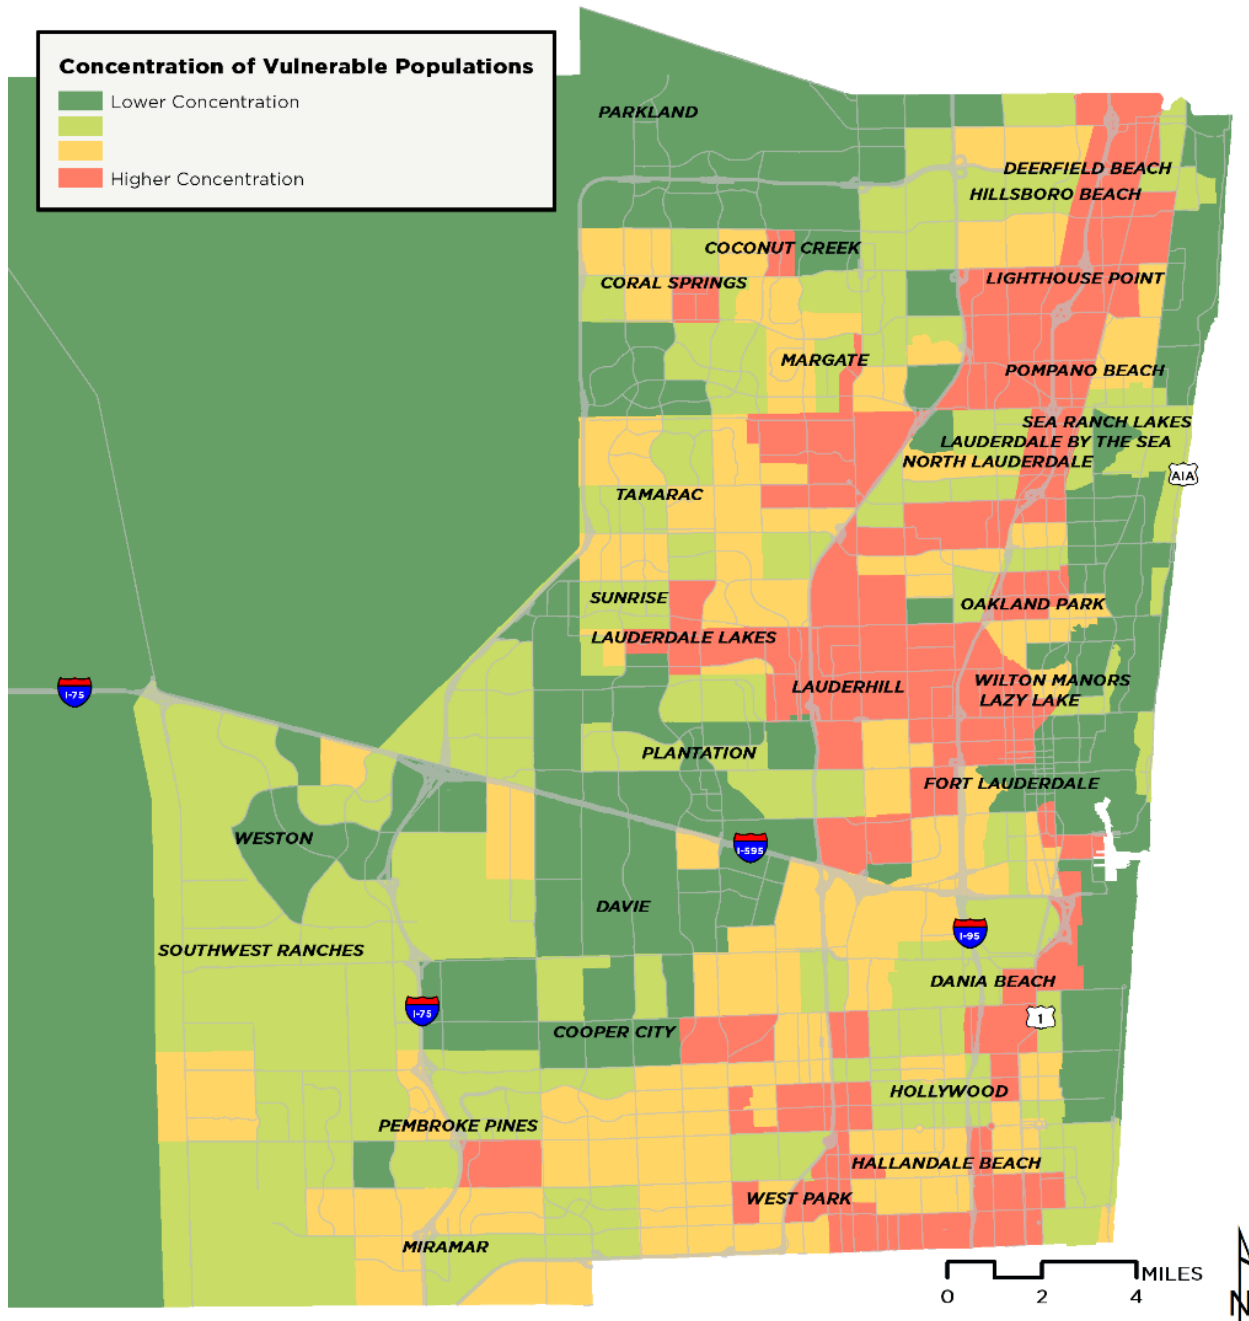 Concentration of Vulnerable Populations
Lower Concentration
Higher Concentration
PARKLAND
DEERFIELD BEACH
HILLSBORO BEACH
COCONUT CREEK
CORAL SPRINGS
LIGHTHOUSE POINT
MARGATE
POMPANO BEACH
SEA RANCH LAKES
LAUDERDALE BY THE SEA
NORTH LAUDERDALE
A1A
TAMARAC
SUNRISE
OAKLAND PARK
LAUDERDALE LAKES
I-75
LAUDERHILL
WILTON MANORS
LAZY LAKE
PLANTATION
FORT LAUDERDALE
WESTON
I-595
DAVIE
I-95
SOUTHWEST RANCHES
DANIA BEACH
I-75
1
COOPER CITY
HOLLYWOOD
PEMBROKE PINES
HALLANDALE BEACH
WEST PARK
MIRAMAR
MILES
0 2 4
N